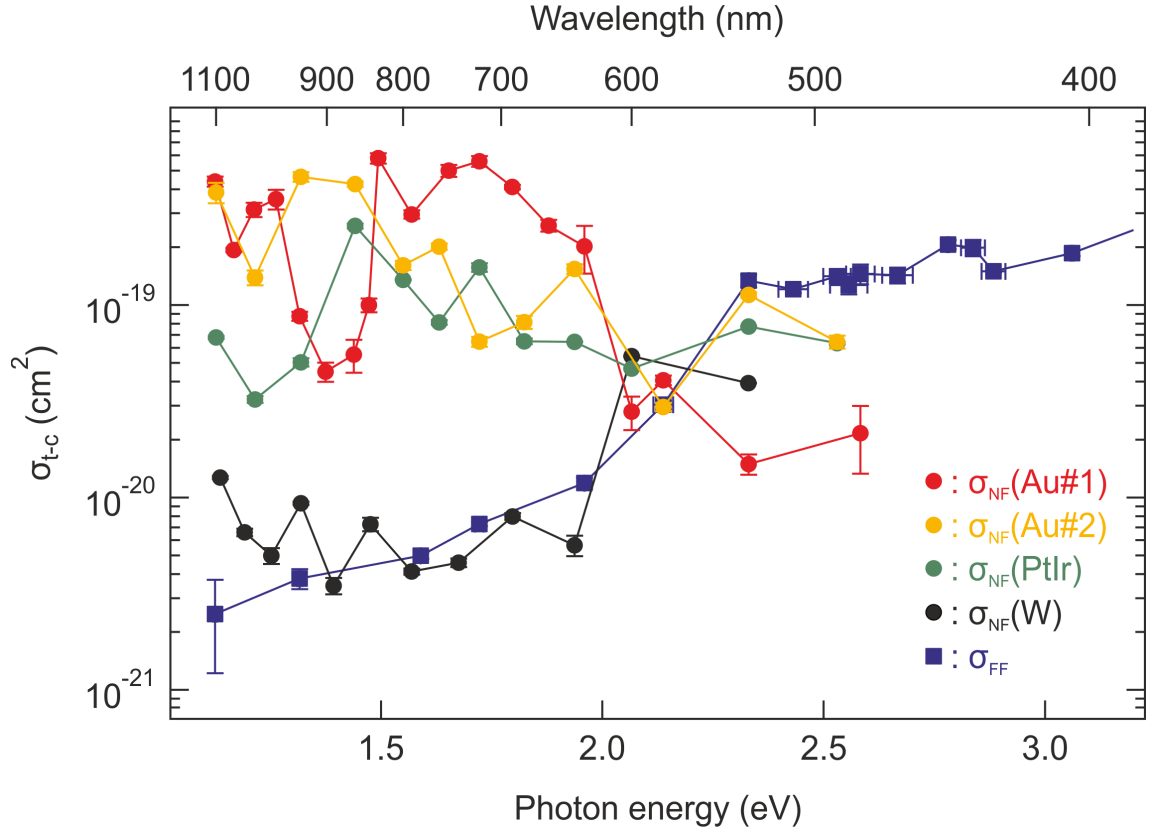 Wavelength (nm)
1100 900 800 700 600 500 400
10⁻¹⁹
10⁻²⁰
10⁻²¹
σt-c (cm²)
: σNF(Au#1)
: σNF(Au#2)
: σNF(PtIr)
: σNF(W)
: σFF
1.5 2.0 2.5 3.0
Photon energy (eV)